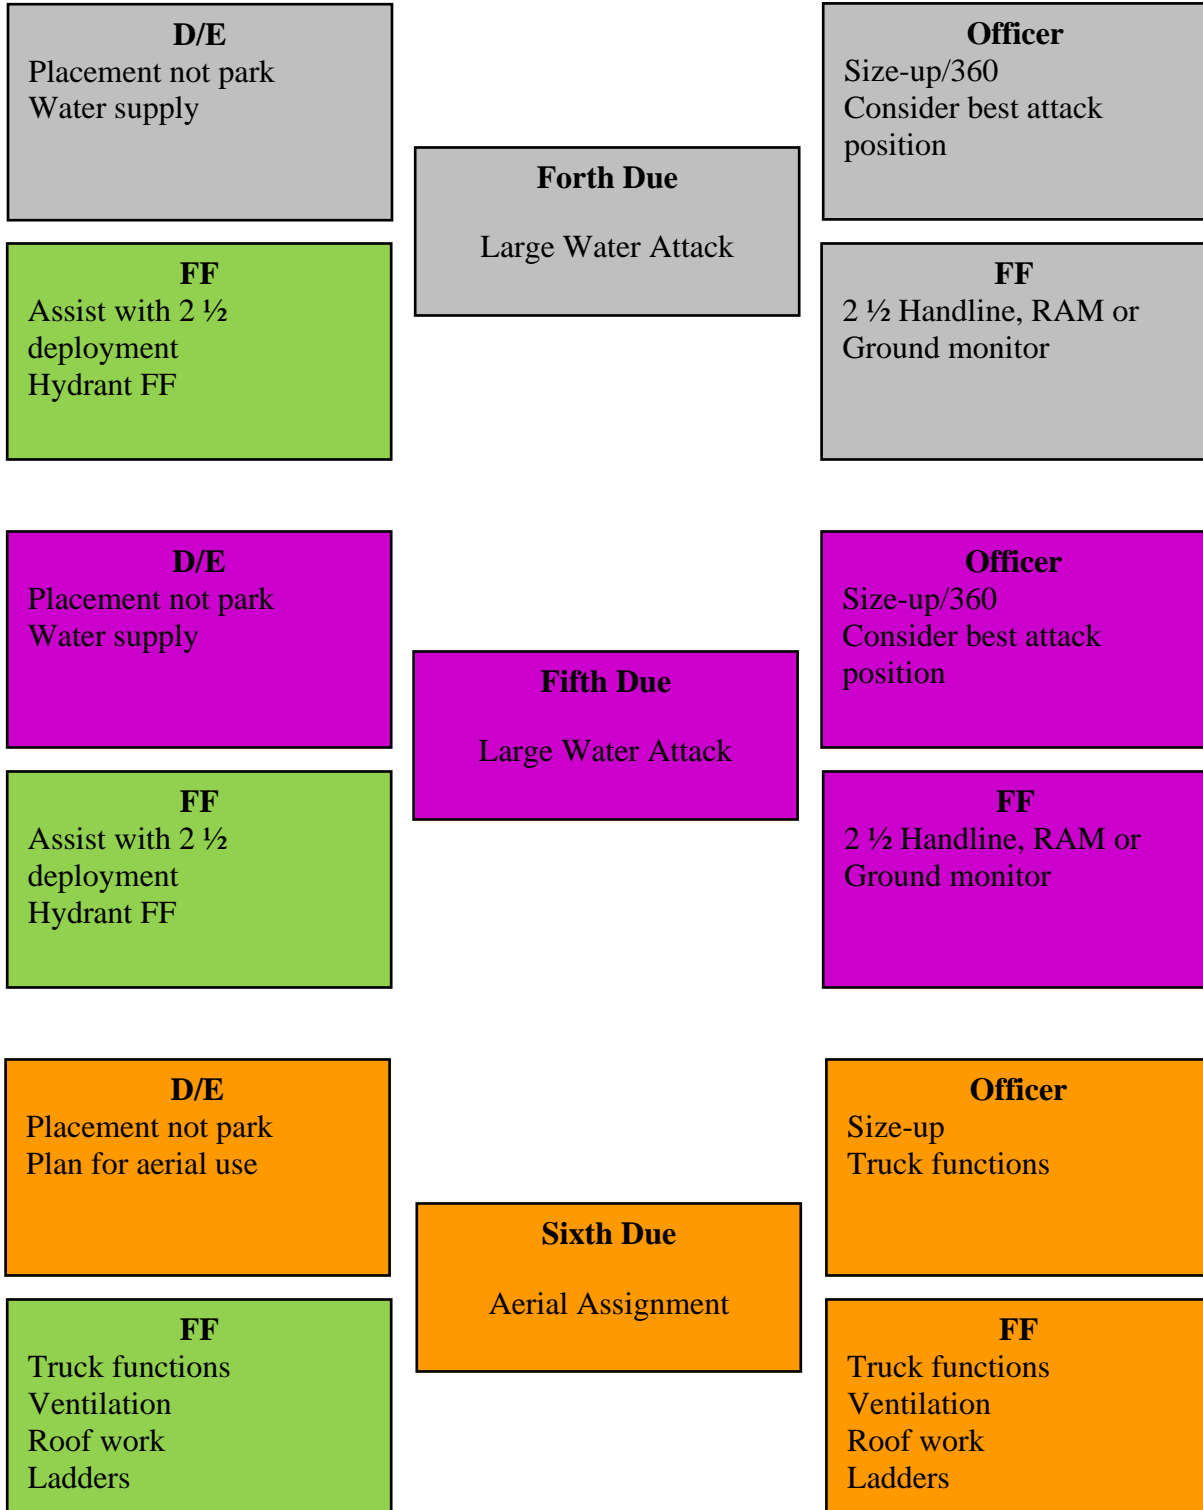 D/E
Placement not park
Water supply
Officer
Size-up/360
Consider best attack
position
Forth Due
Large Water Attack
FF
Assist with 2 ½
deployment
Hydrant FF
FF
2 ½ Handline, RAM or
Ground monitor
D/E
Placement not park
Water supply
Officer
Size-up/360
Consider best attack
position
Fifth Due
Large Water Attack
FF
Assist with 2 ½
deployment
Hydrant FF
FF
2 ½ Handline, RAM or
Ground monitor
D/E
Placement not park
Plan for aerial use
Officer
Size-up
Truck functions
Sixth Due
Aerial Assignment
FF
Truck functions
Ventilation
Roof work
Ladders
FF
Truck functions
Ventilation
Roof work
Ladders